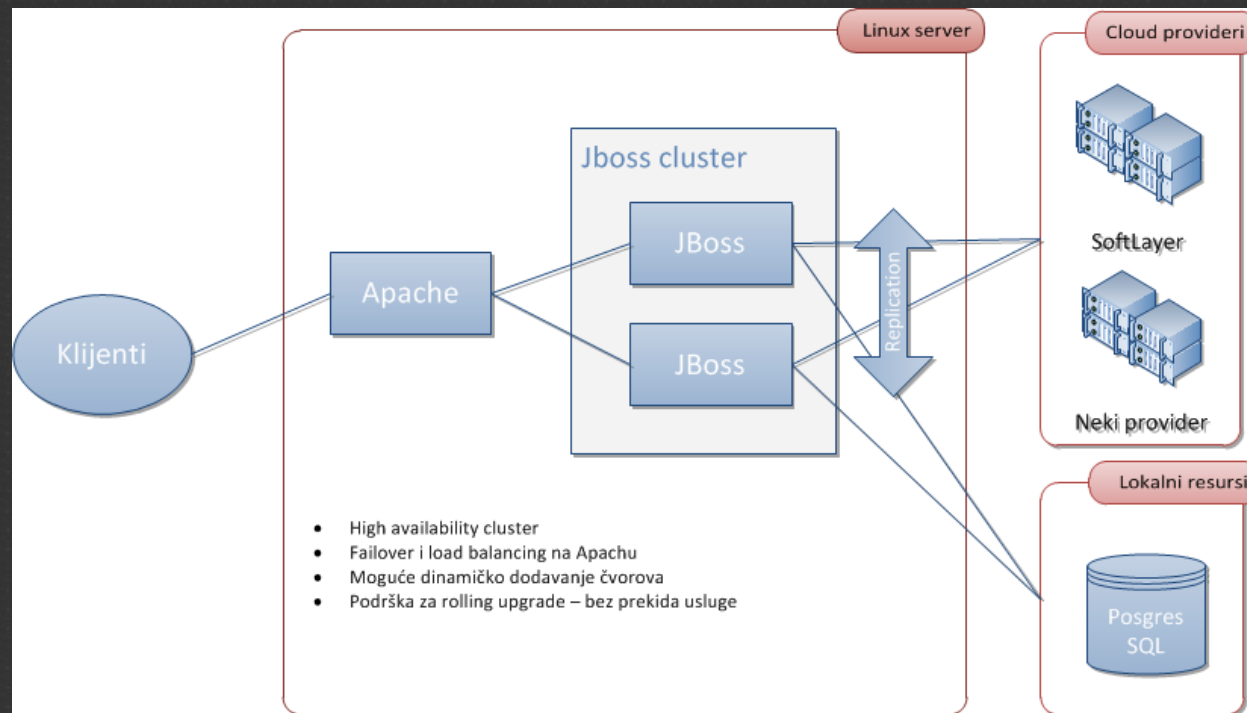 Linux server
Cloud provideri
Jboss cluster
JBoss
SoftLayer
Replication
Apache
Klijenti
JBoss
Neki provider
Lokalni resursi
• High availability cluster
• Failover i load balancing na Apachu
• Moguće dinamičko dodavanje čvorova
• Podrška za rolling upgrade – bez prekida usluge
Posgres
SQL